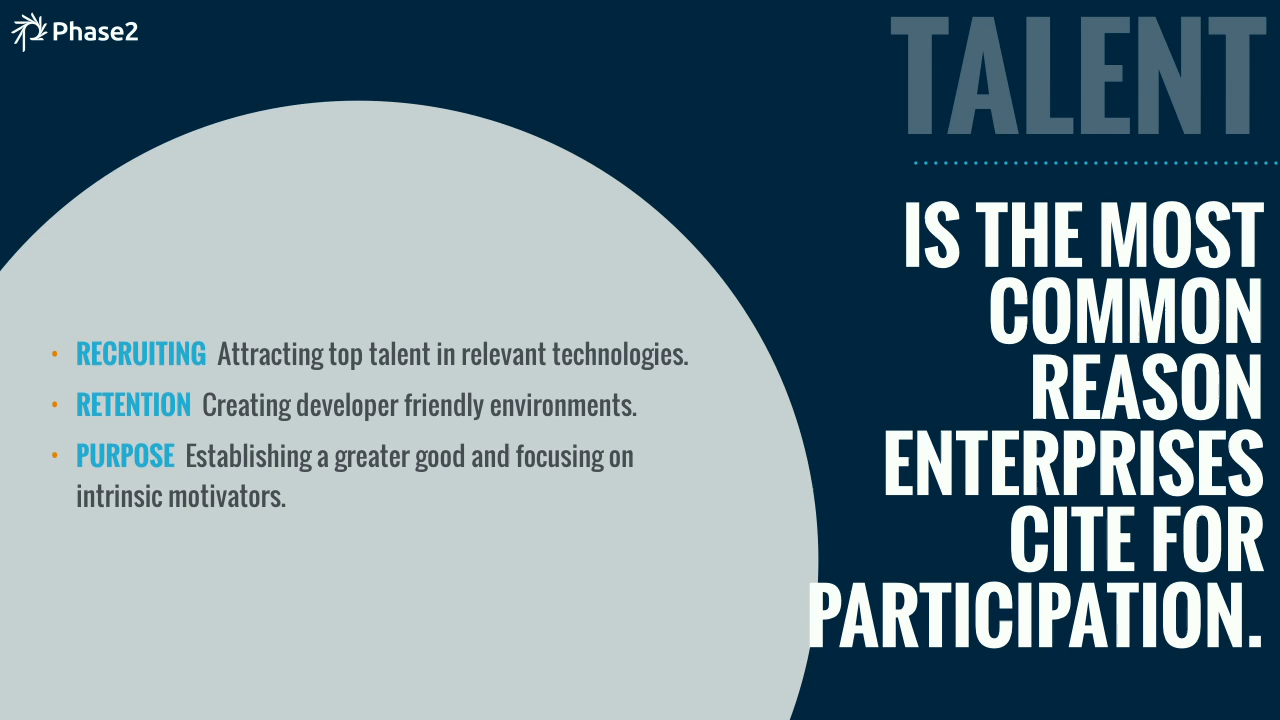 Phase2
TALENT
IS THE MOST
COMMON
REASON
ENTERPRISES
CITE FOR
PARTICIPATION.
• RECRUITING Attracting top talent in relevant technologies.
• RETENTION Creating developer friendly environments.
• PURPOSE Establishing a greater good and focusing on
intrinsic motivators.